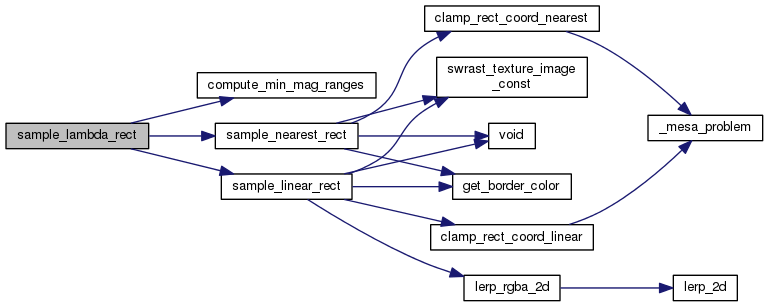 clamp_rect_coord_nearest
swrast_texture_image
_const
compute_min_mag_ranges
_mesa_problem
sample_lambda_rect
sample_nearest_rect
void
sample_linear_rect
get_border_color
clamp_rect_coord_linear
lerp_rgba_2d
lerp_2d